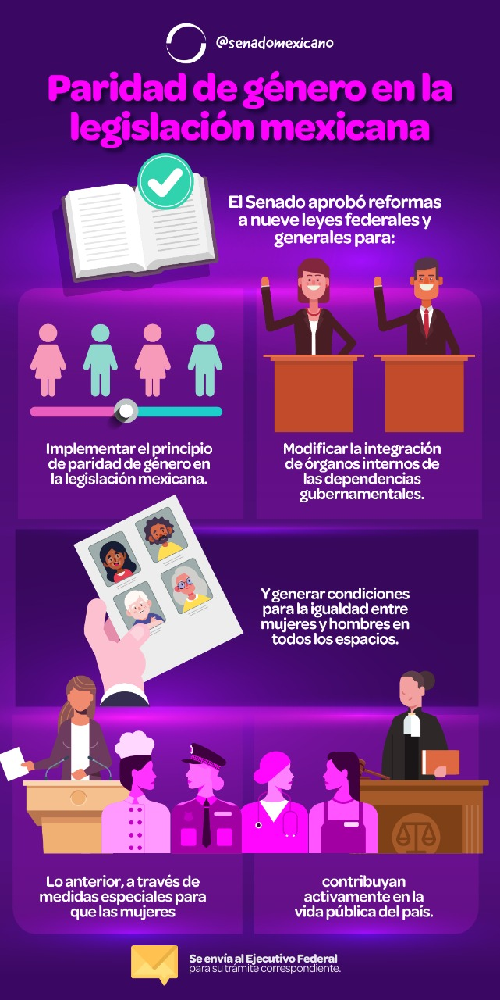 @senadomexicano
Paridad de género en la
legislación mexicana
El Senado aprobó reformas
a nueve leyes federales y
generales para:
Implementar el principio
de paridad de género en
la legislación mexicana.
Modificar la integración
de órganos internos de
las dependencias
gubernamentales.
Y generar condiciones
para la igualdad entre
mujeres y hombres en
todos los espacios.
Lo anterior, a través de
medidas especiales para
que las mujeres
contribuyan
activamente en la
vida pública del país.
Se envía al Ejecutivo Federal
para su trámite correspondiente.